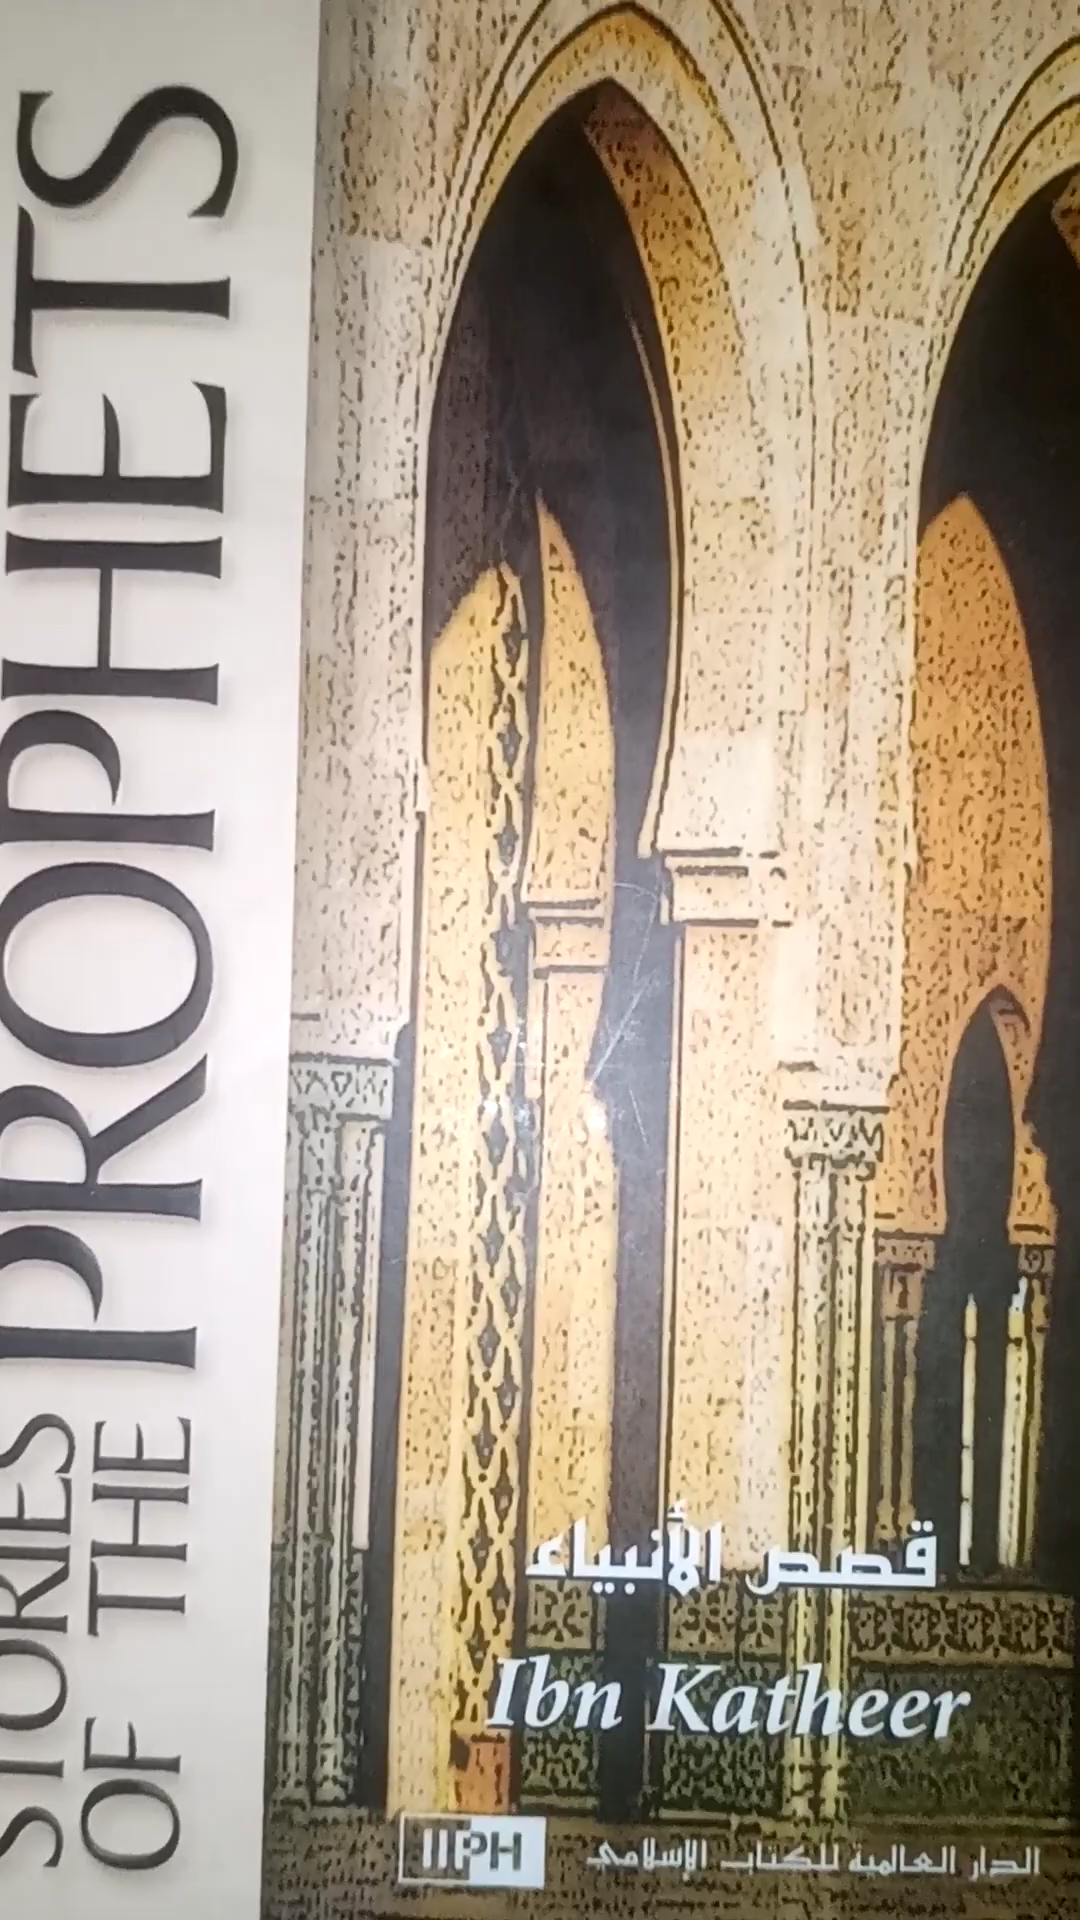 STORIES
OF THE
PROPHETS
قصص الأنبياء
Ibn Katheer
IIPH
الدار العالمية للكتاب الإسلامي